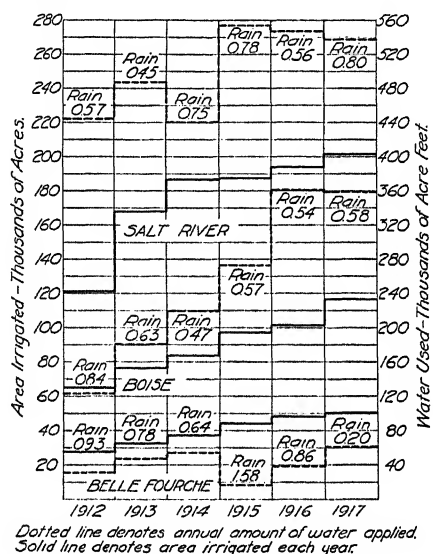 Area Irrigated-Thousands of Acres.
280
260
240
220
200
180
160
140
120
100
80
60
40
20
Rain
0.57
Rain
0.45
Rain
0.75
Rain
0.78
Rain
0.56
Rain
0.80
SALT RIVER
Rain
0.84
Rain
0.63
Rain
0.47
Rain
0.57
Rain
0.54
Rain
0.58
BOISE
Rain
0.93
Rain
0.78
Rain
0.64
Rain
1.58
Rain
0.86
Rain
0.20
BELLE FOURCHE
560
540
480
440
400
360
320
280
240
200
160
120
80
40
Water Used-Thousands of Acre Feet.
1912 1913 1914 1915 1916 1917
Dotted line denotes annual amount of water applied.
Solid line denotes area irrigated each year.